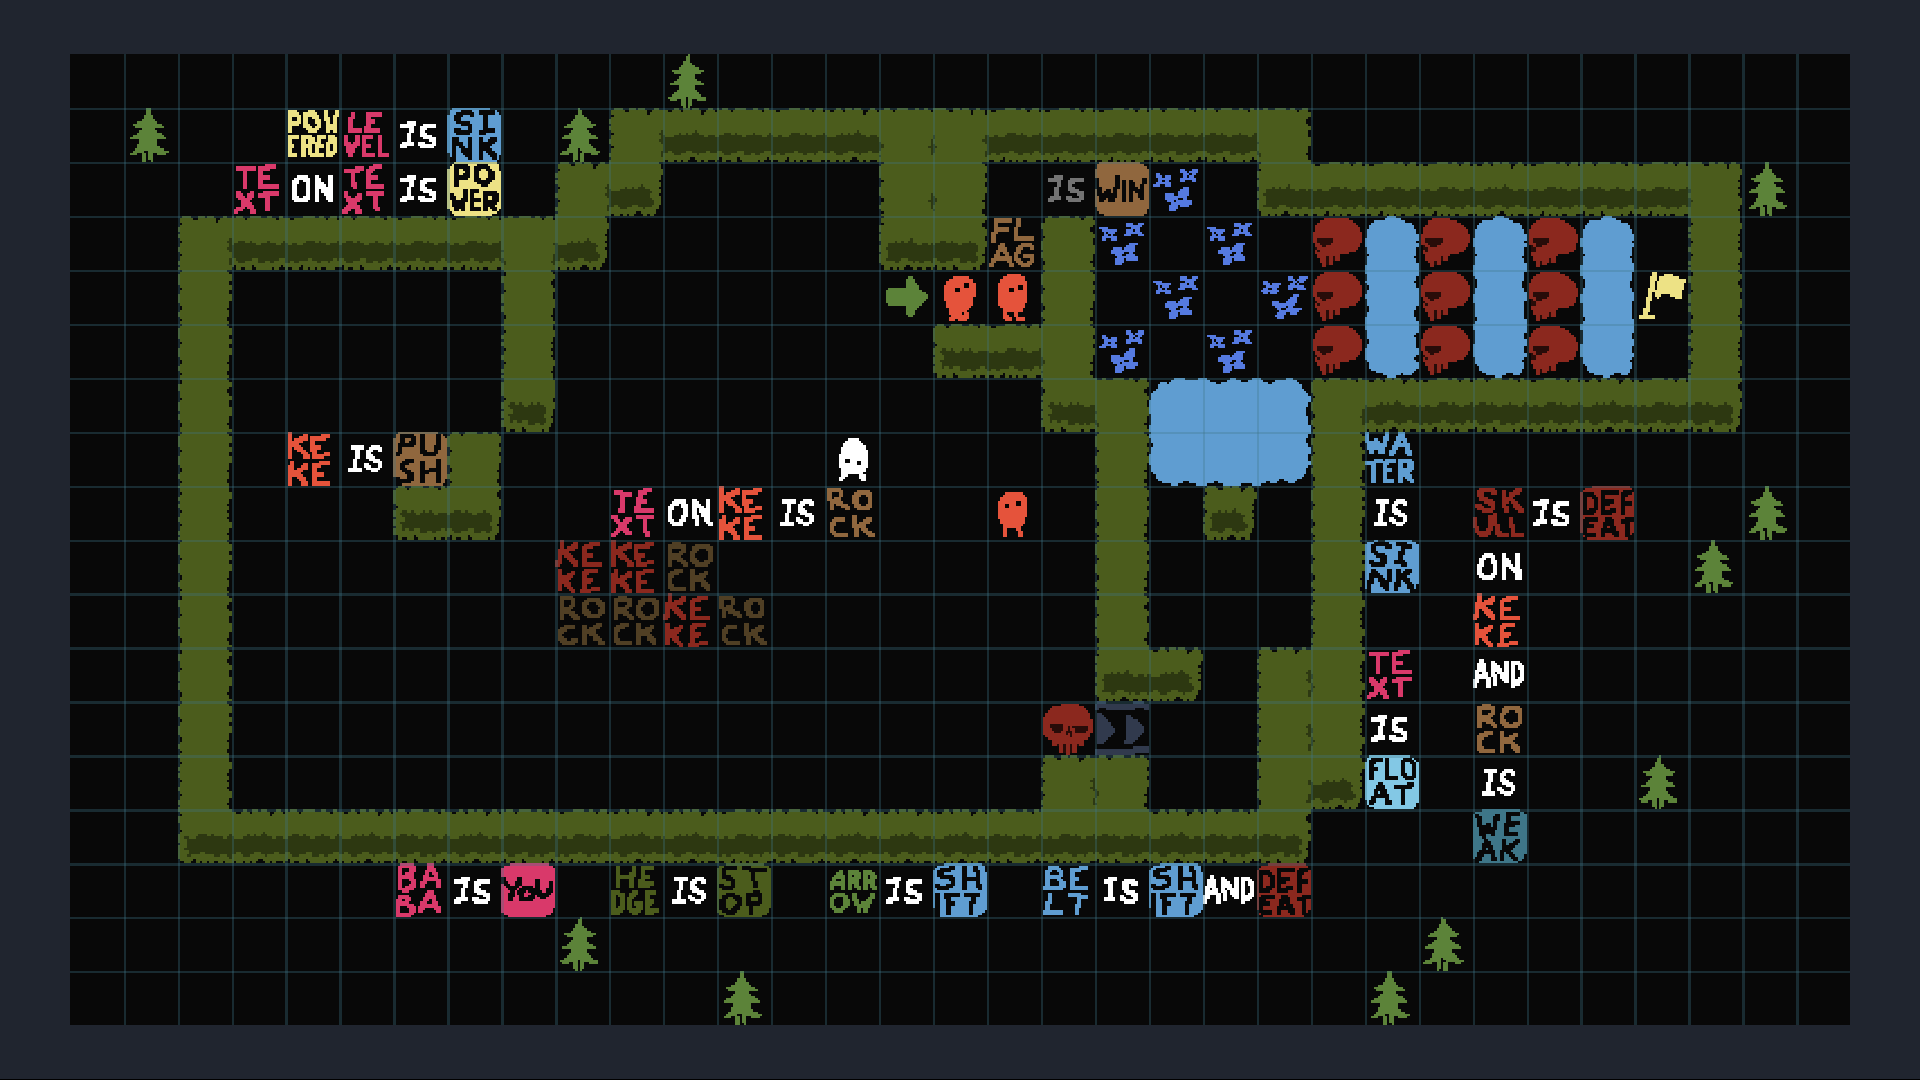 POWERED LEVEL IS SINK
TEXT ON TEXT IS POWER
IS WIN
FLAG
KEKE IS PUSH
WATER
TEXT ON KEKE IS ROCK
IS
SKULL IS DEFEAT
KEKE KEKE ROCK
SINK
ON
ROCK ROCK KEKE ROCK
KEKE
TEXT
AND
IS
ROCK
FLOAT
IS
WEAK
BABA IS YOU
HEDGE IS STOP
ARROW IS SHIFT
BELT IS SHIFT AND DEFEAT